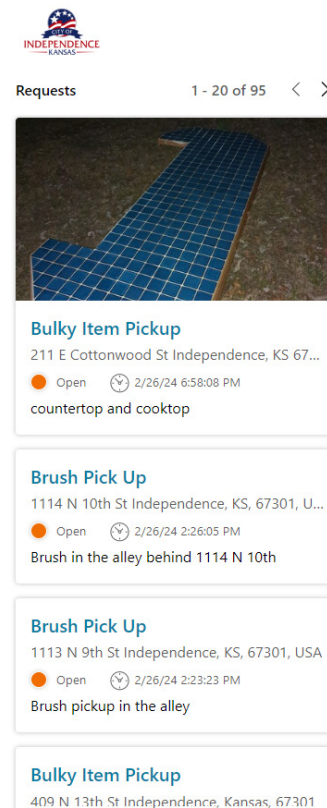 CITY OF
INDEPENDENCE
KANSAS
Requests
1 - 20 of 95
Bulky Item Pickup
211 E Cottonwood St Independence, KS 67...
Open
2/26/24 6:58:08 PM
countertop and cooktop
Brush Pick Up
1114 N 10th St Independence, KS, 67301, U...
Open
2/26/24 2:26:05 PM
Brush in the alley behind 1114 N 10th
Brush Pick Up
1113 N 9th St Independence, KS, 67301, USA
Open
2/26/24 2:23:23 PM
Brush pickup in the alley
Bulky Item Pickup
409 N 13th St Independence, Kansas, 67301